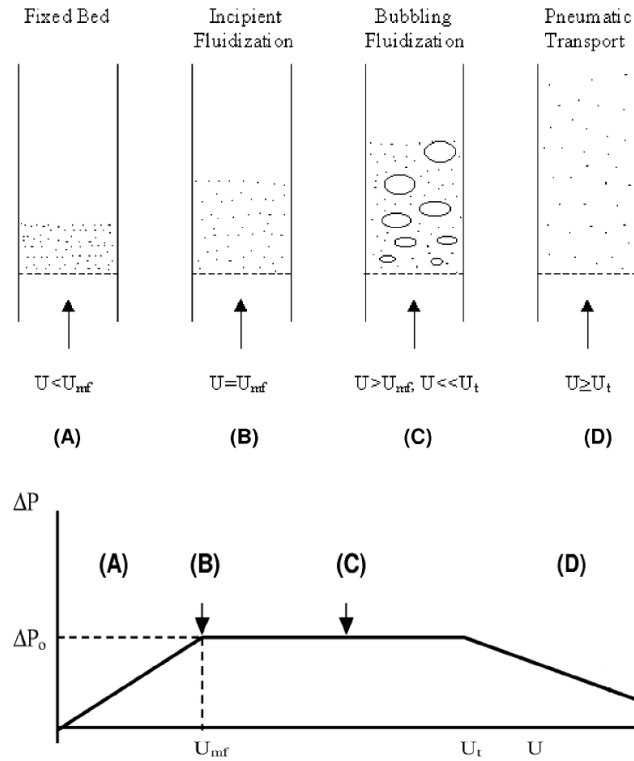 Fixed Bed
Incipient
Fluidization
Bubbling
Fluidization
Pneumatic
Transport
U<Umf
U=Umf
U>Umf, U<<Ut
U≥Ut
(A)
(B)
(C)
(D)
ΔP
(A)
(B)
(C)
(D)
ΔPo
Umf
Ut
U